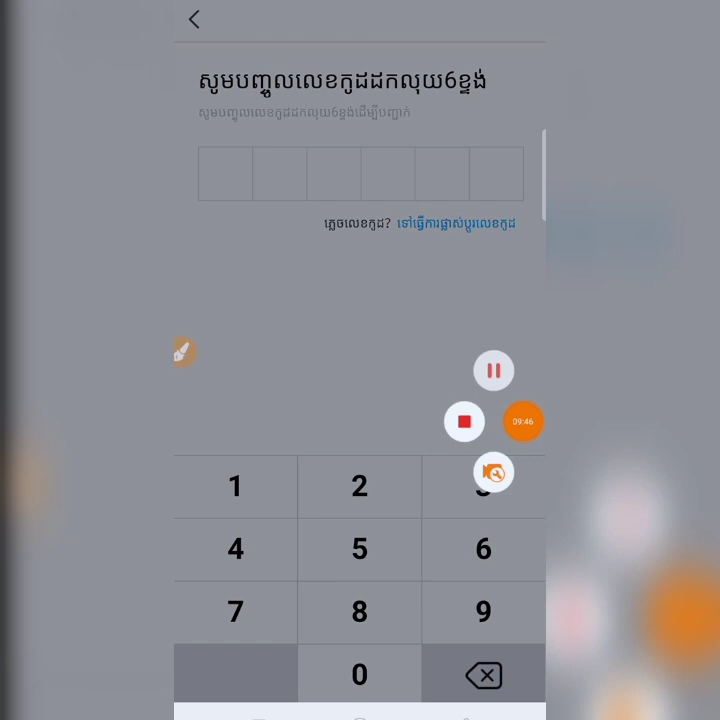 សូមបញ្ចូលលេខកូដដកលុយ6ខ្ទង់
សូមបញ្ចូលលេខកូដដកលុយ6ខ្ទង់ដើម្បីបញ្ជាក់
ភ្លេចលេខកូដ? ទៅធ្វើការផ្លាស់ប្ដូរលេខកូដ
09:46
1 2 3
4 5 6
7 8 9
0